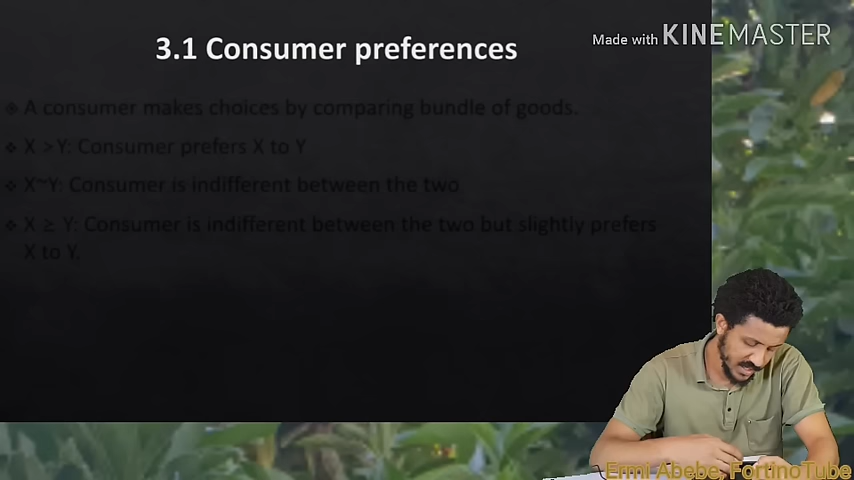 3.1 Consumer preferences
Made with KINEMASTER
❖ A consumer makes choices by comparing bundle of goods.
❖ X >Y: Consumer prefers X to Y
❖ X~Y: Consumer is indifferent between the two
❖ X ≥ Y: Consumer is indifferent between the two but slightly prefers
X to Y.
Ermi Abebe, FortinoTube